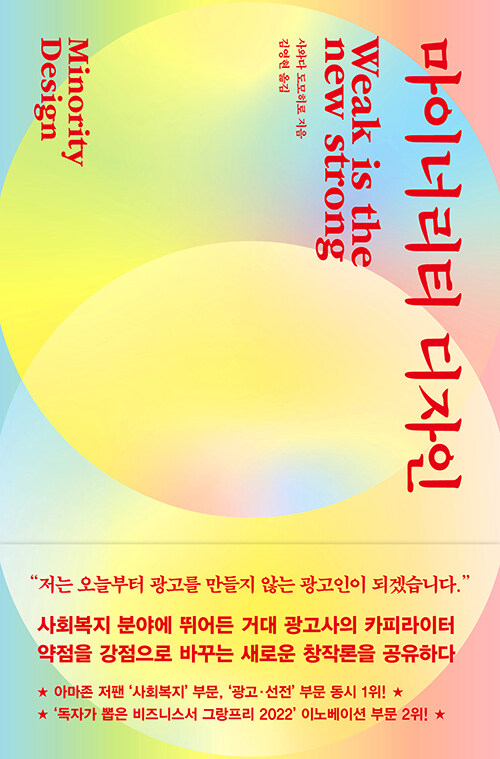 마이너리티 디자인
Weak is the
new strong
사와다 도모히로 지음
김영현 옮김
Minority
Design
“저는 오늘부터 광고를 만들지 않는 광고인이 되겠습니다.”
사회복지 분야에 뛰어든 거대 광고사의 카피라이터
약점을 강점으로 바꾸는 새로운 창작론을 공유하다
★ 아마존 저팬 ‘사회복지’ 부문, ‘광고·선전’ 부문 동시 1위! ★
★ ‘독자가 뽑은 비즈니스서 그랑프리 2022’ 이노베이션 부문 2위! ★